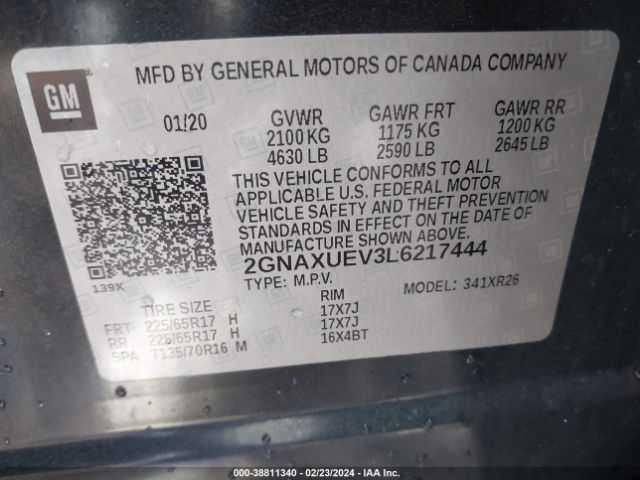 GM
MFD BY GENERAL MOTORS OF CANADA COMPANY
01/20
GVWR
2100 KG
4630 LB
GAWR FRT
1175 KG
2590 LB
GAWR RR
1200 KG
2645 LB
THIS VEHICLE CONFORMS TO ALL
APPLICABLE U.S. FEDERAL MOTOR
VEHICLE SAFETY AND THEFT PREVENTION
STANDARDS IN EFFECT ON THE DATE OF
MANUFACTURE SHOWN ABOVE.
2GNAXUEV3L6217444
139X
TYPE: M.P.V.
MODEL: 341XR26
TIRE SIZE
RIM
FRT 225/65R17 H 17X7J
RR 225/65R17 H 17X7J
SPA T135/70R16 M 16X4BT
000-38811340 - 02/23/2024 - IAA Inc.